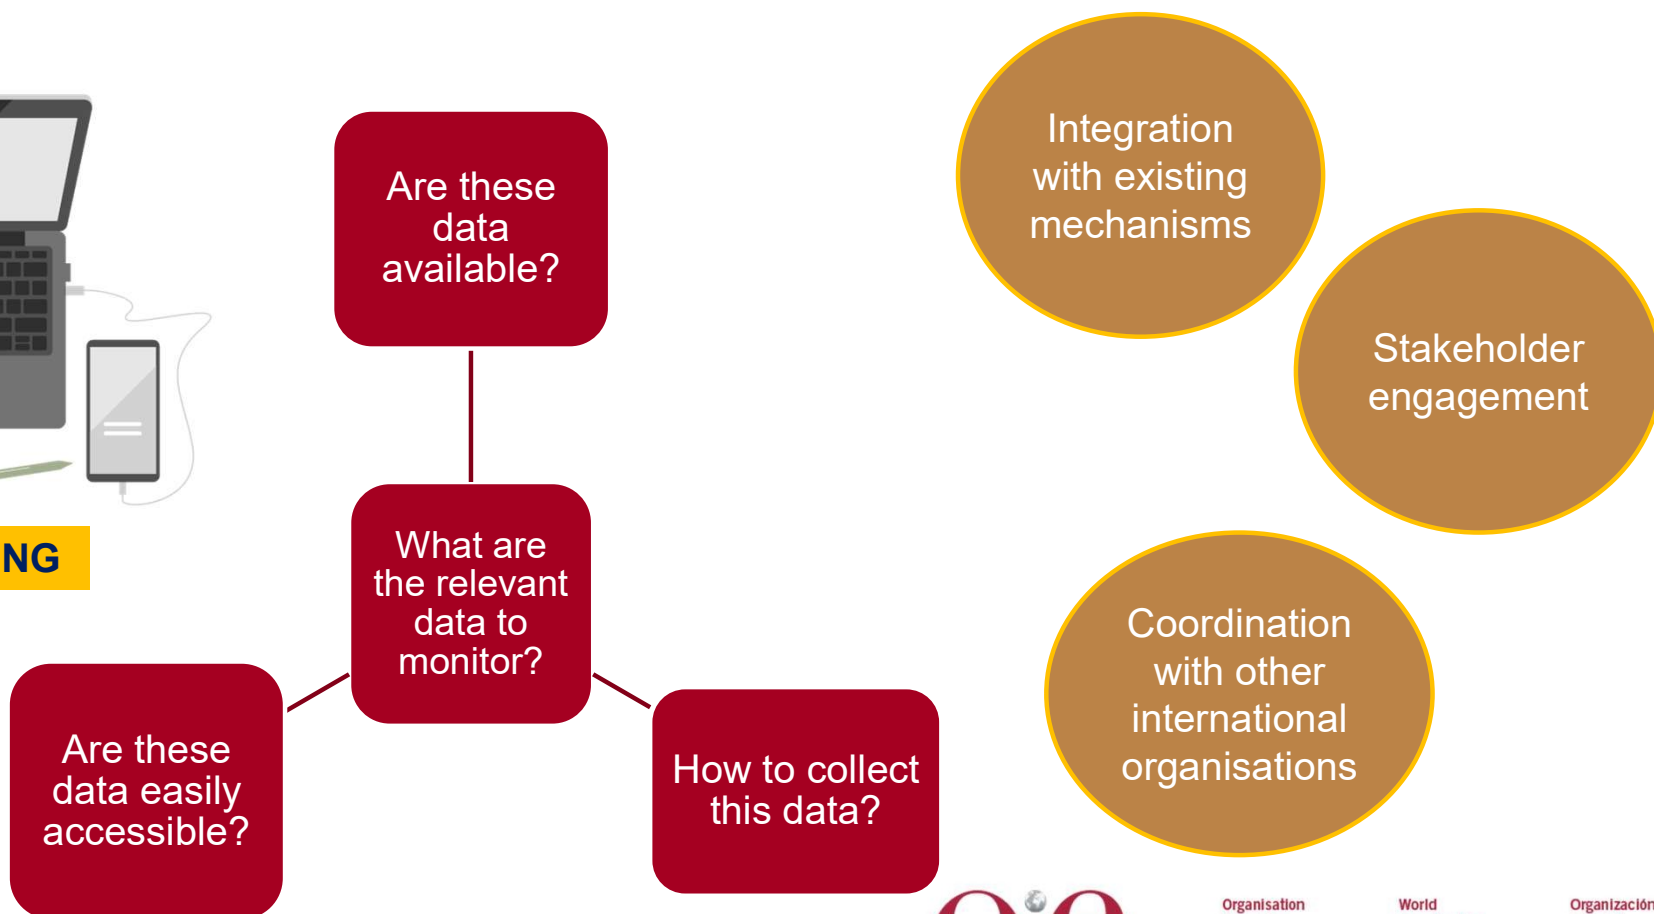 Are these
data
available?
What are
the relevant
data to
monitor?
NG
Are these
data easily
accessible?
How to collect
this data?
Integration
with existing
mechanisms
Stakeholder
engagement
Coordination
with other
international
organisations
Organisation
World
Organización